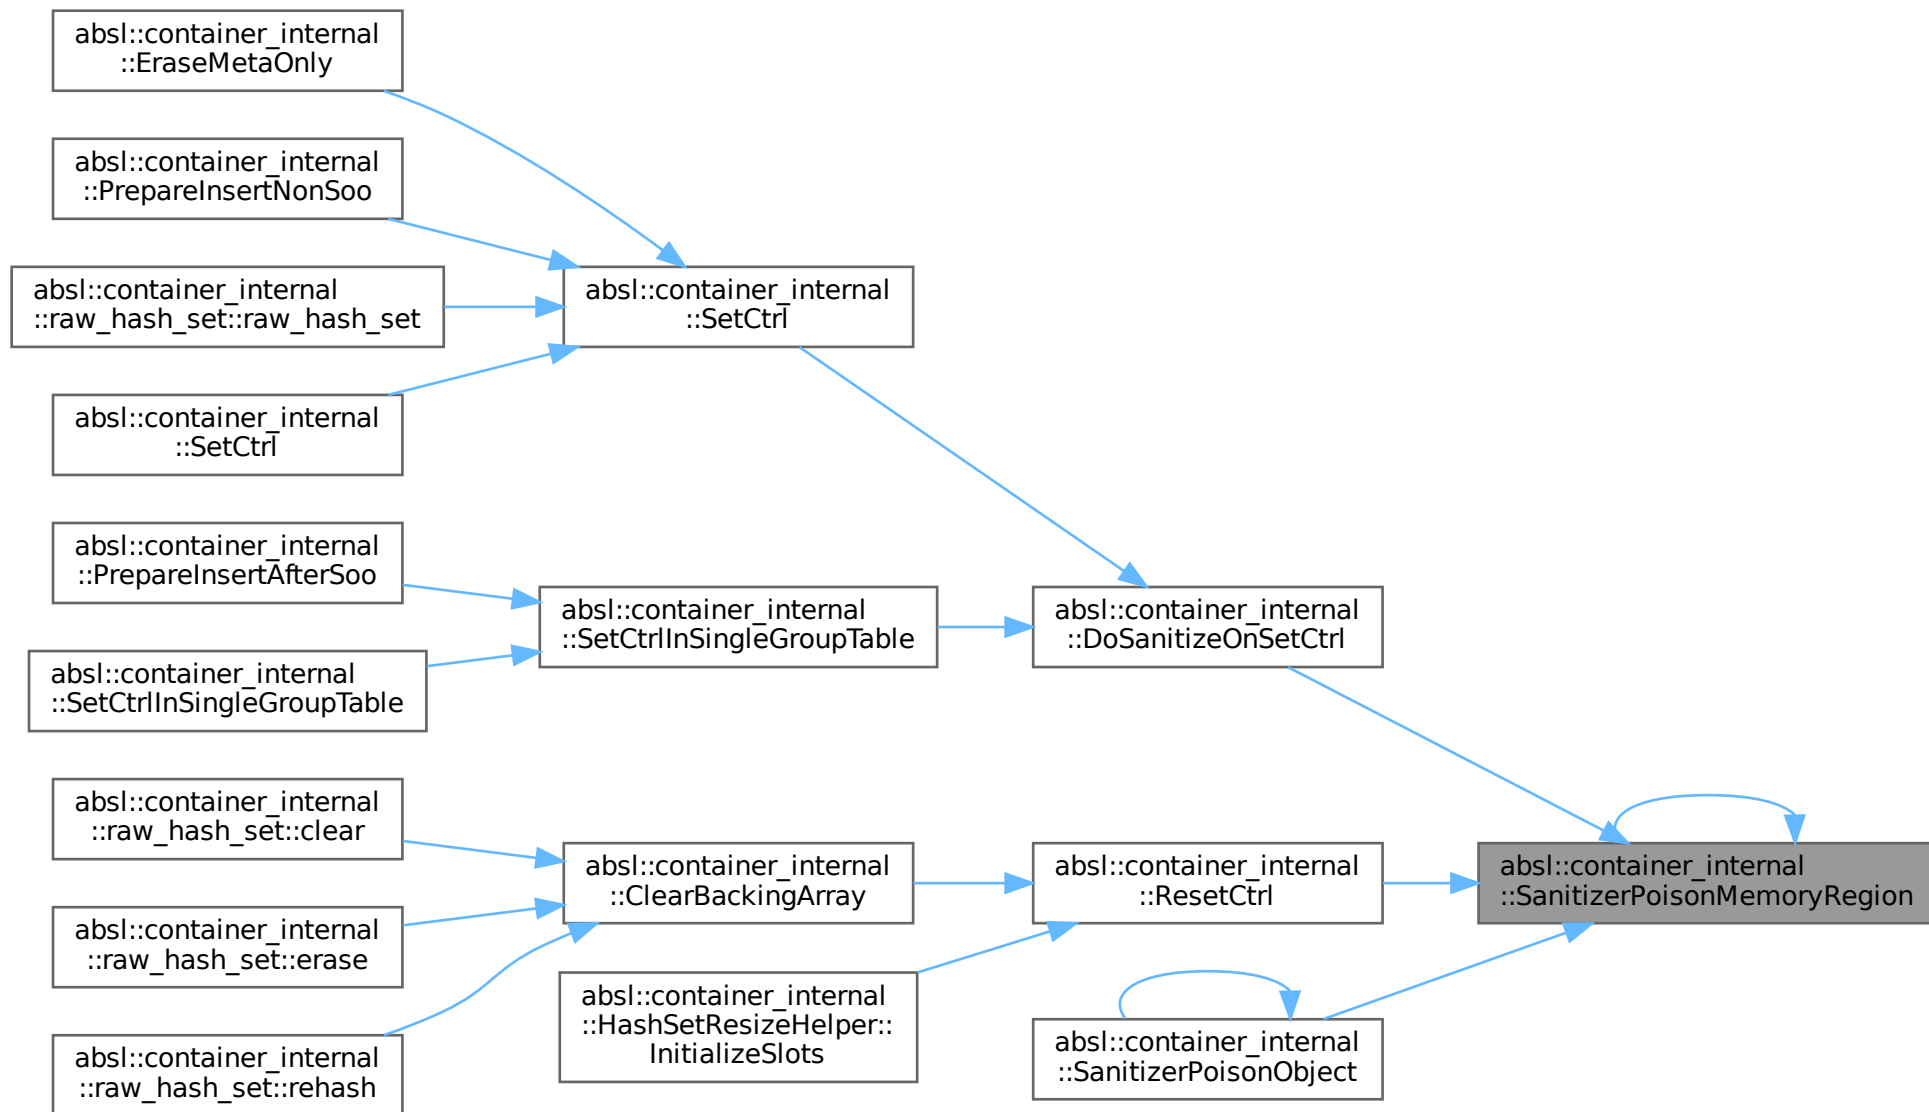 absl::container_internal
::EraseMetaOnly
absl::container_internal
::PrepareInsertNonSoo
absl::container_internal
::raw_hash_set::raw_hash_set
absl::container_internal
::SetCtrl
absl::container_internal
::SetCtrl
absl::container_internal
::PrepareInsertAfterSoo
absl::container_internal
::SetCtrlInSingleGroupTable
absl::container_internal
::SetCtrlInSingleGroupTable
absl::container_internal
::DoSanitizeOnSetCtrl
absl::container_internal
::raw_hash_set::clear
absl::container_internal
::raw_hash_set::erase
absl::container_internal
::raw_hash_set::rehash
absl::container_internal
::ClearBackingArray
absl::container_internal
::HashSetResizeHelper::
InitializeSlots
absl::container_internal
::ResetCtrl
absl::container_internal
::SanitizerPoisonObject
absl::container_internal
::SanitizerPoisonMemoryRegion